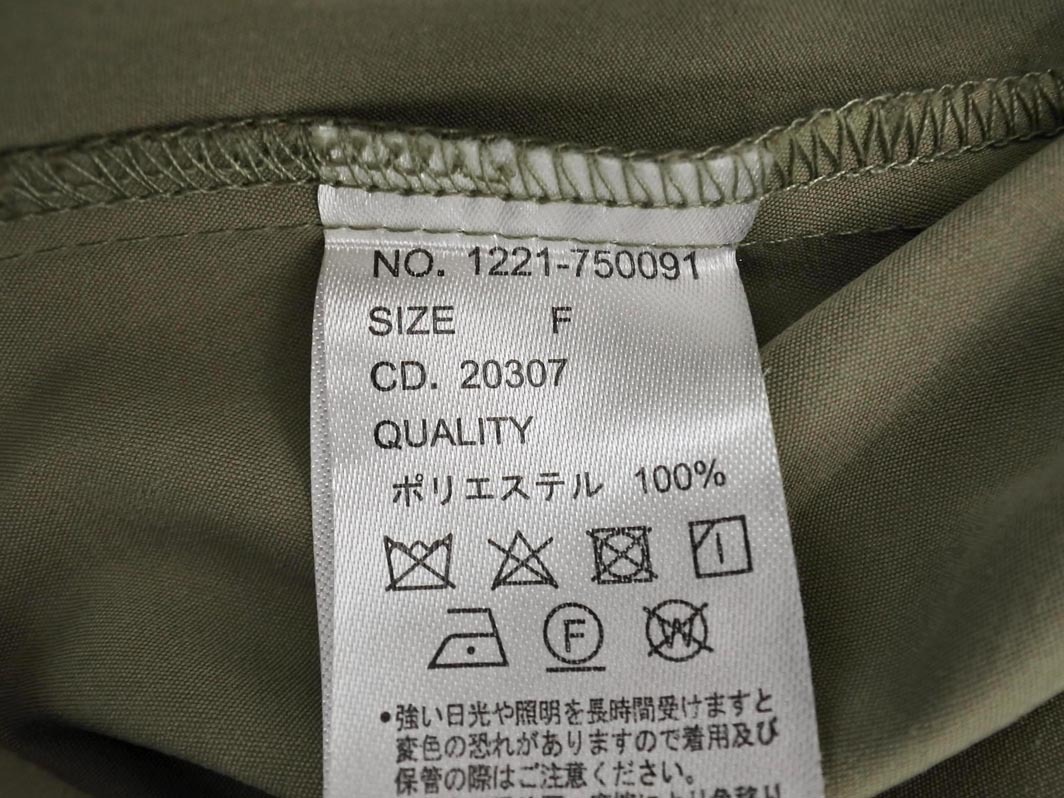 NO. 1221-750091
SIZE F
CD. 20307
QUALITY
ポリエステル 100%
F
W
•強い日光や照明を長時間受けますと
変色の恐れがありますので着用及び
保管の際はご注意ください。